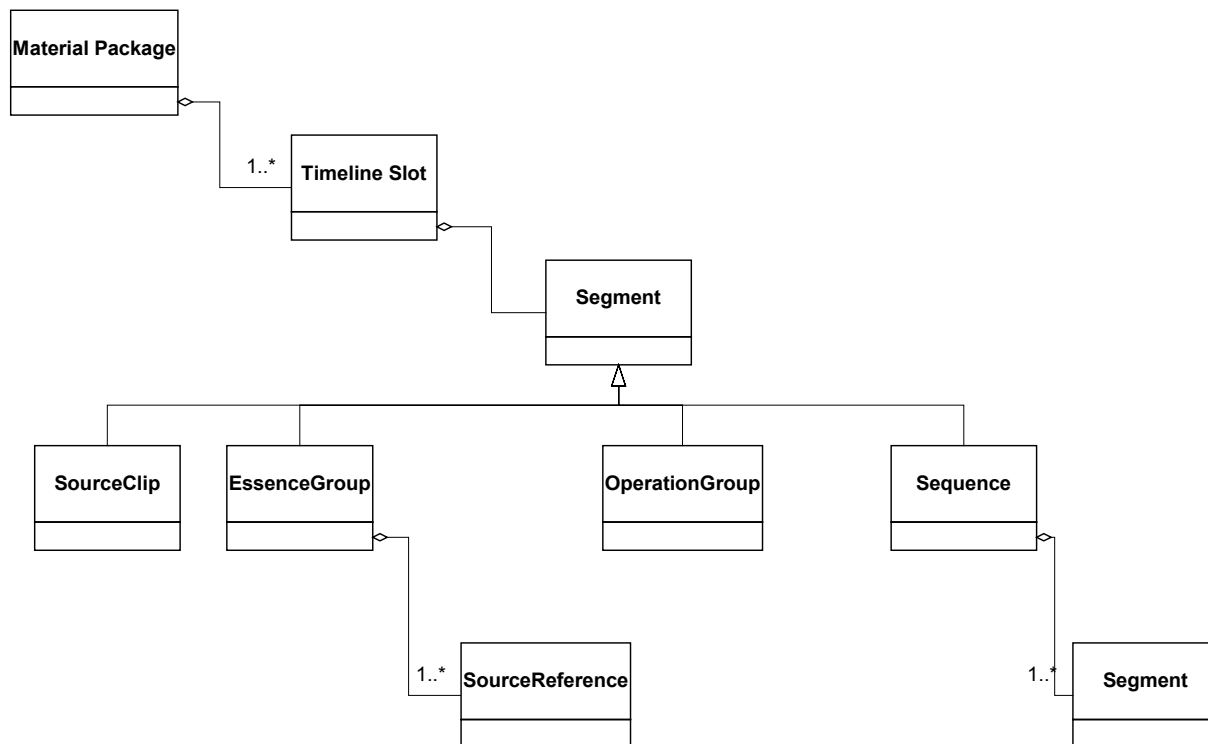 Material Package
1..*
Timeline Slot
Segment
SourceClip
EssenceGroup
OperationGroup
Sequence
1..*
SourceReference
1..*
Segment